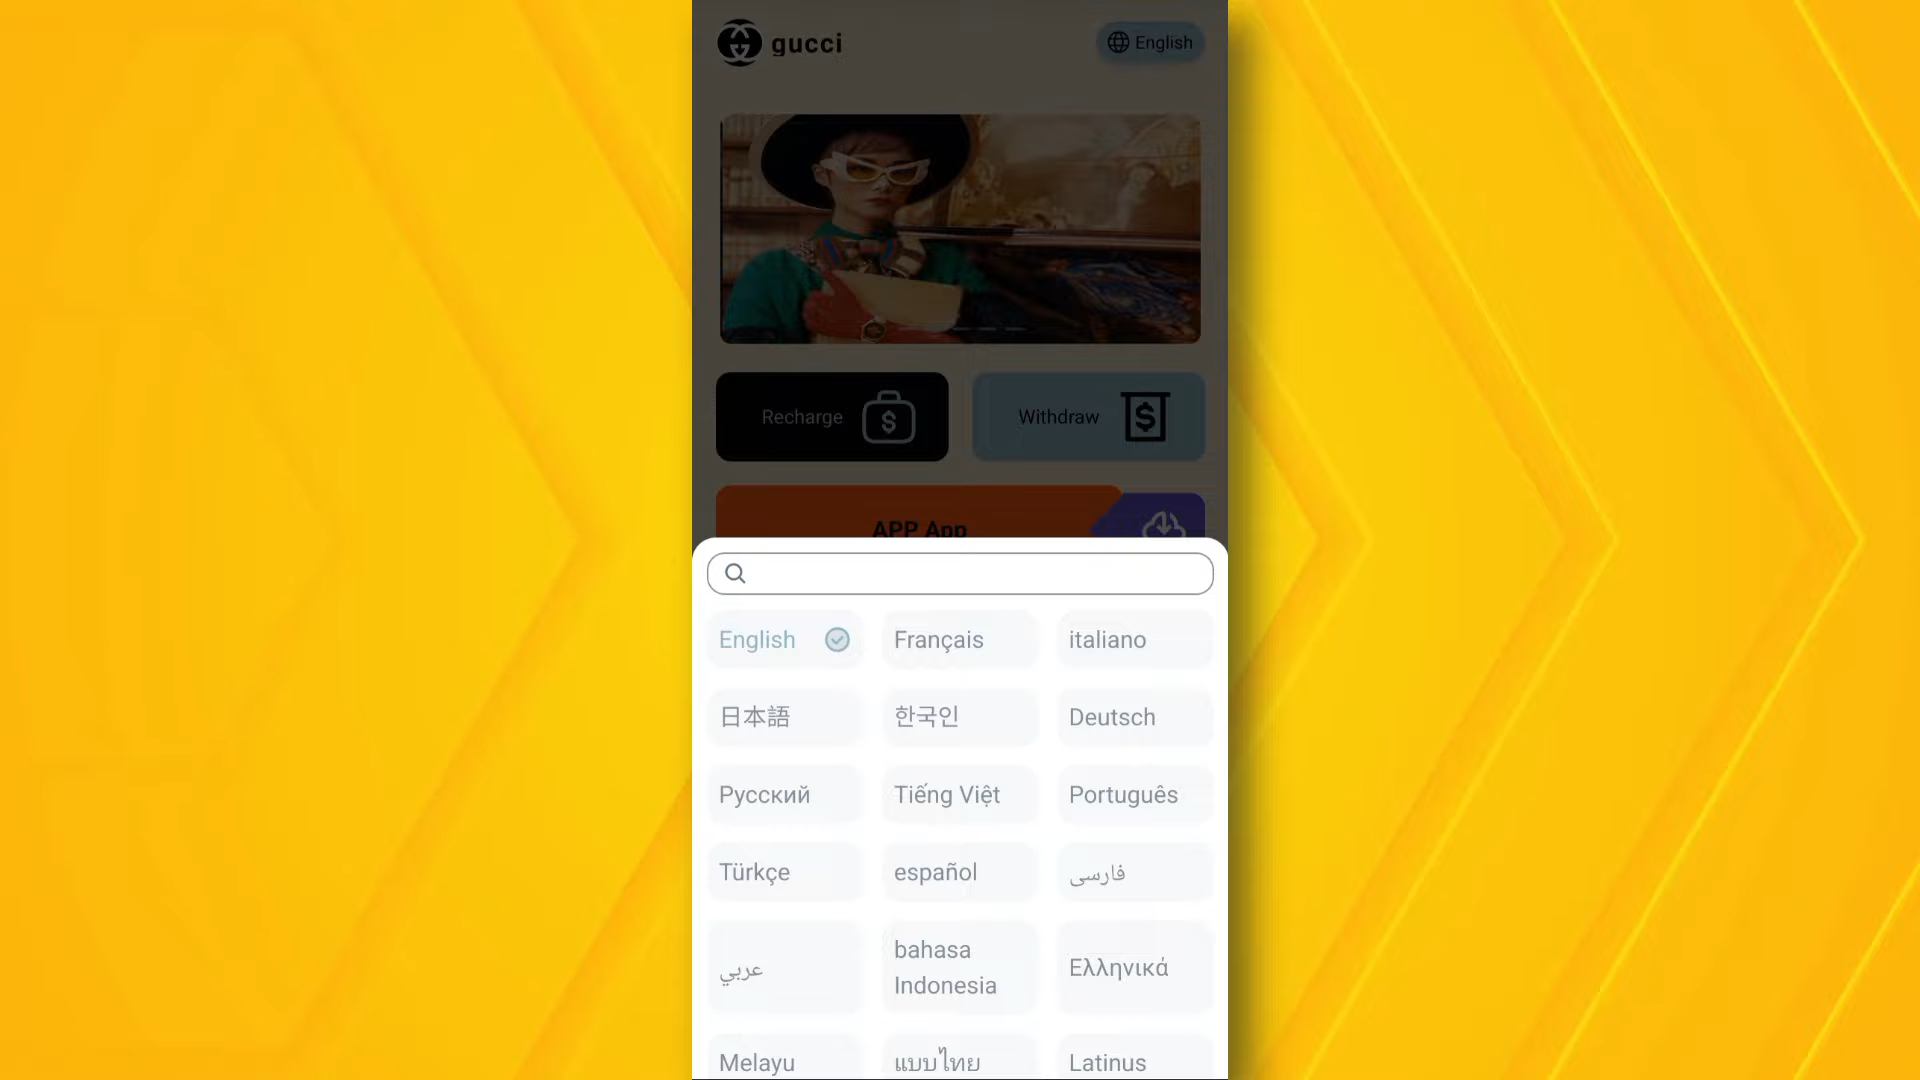 gucci
English
Recharge
Withdraw
APP App
English
Français
italiano
日本語
한국인
Deutsch
Русский
Tiếng Việt
Português
Türkçe
español
فارسی
عربي
bahasa
Indonesia
Ελληνικά
Melayu
แบบไทย
Latinus